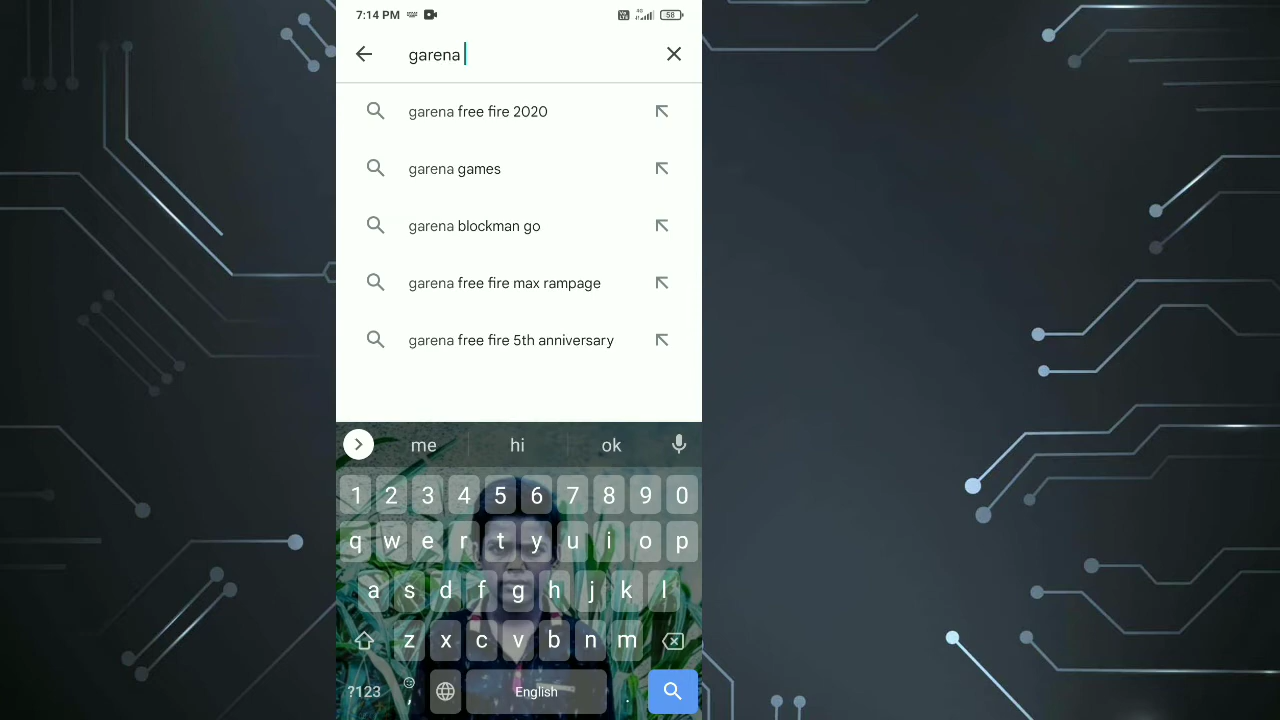 7:14 PM
4G
58
garena
garena free fire 2020
garena games
garena blockman go
garena free fire max rampage
garena free fire 5th anniversary
me hi ok
1 2 3 4 5 6 7 8 9 0
q w e r t y u i o p
a s d f g h j k l
z x c v b n m
?123 , English .